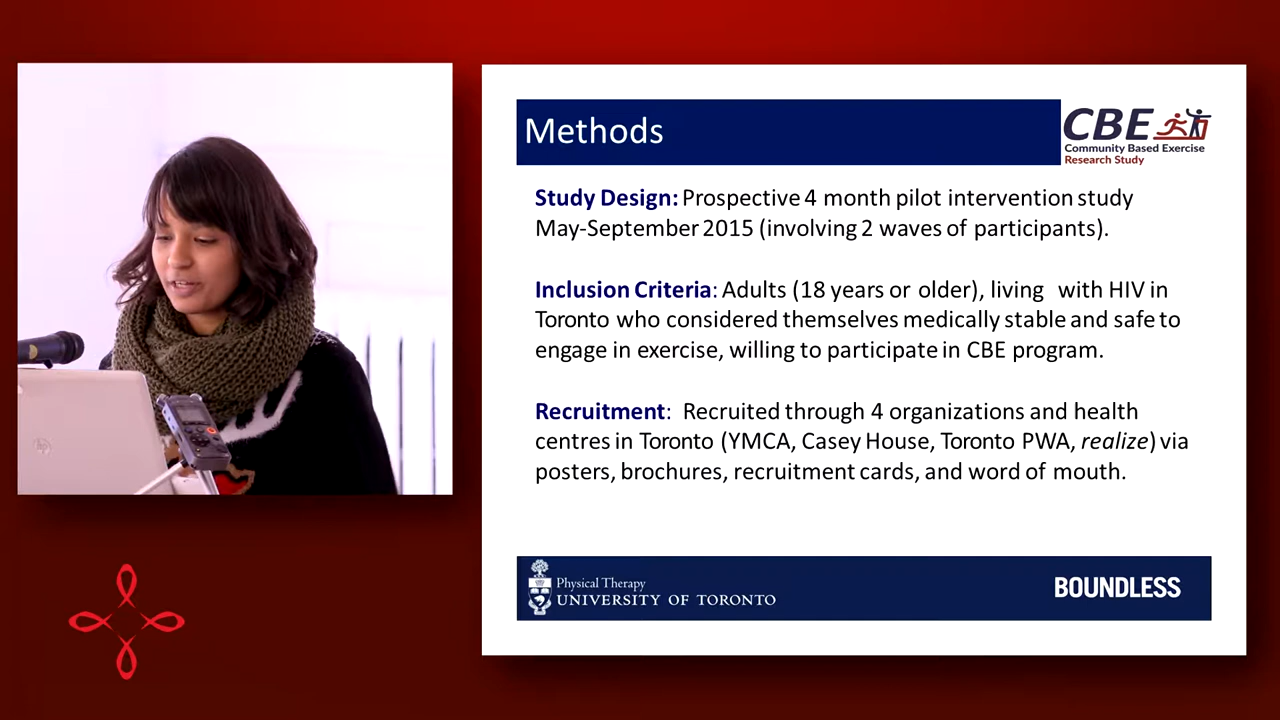 Methods
CBE
Community Based Exercise
Research Study
Study Design: Prospective 4 month pilot intervention study
May-September 2015 (involving 2 waves of participants).
Inclusion Criteria: Adults (18 years or older), living with HIV in
Toronto who considered themselves medically stable and safe to
engage in exercise, willing to participate in CBE program.
Recruitment: Recruited through 4 organizations and health
centres in Toronto (YMCA, Casey House, Toronto PWA, realize) via
posters, brochures, recruitment cards, and word of mouth.
Physical Therapy
UNIVERSITY OF TORONTO
BOUNDLESS
hp